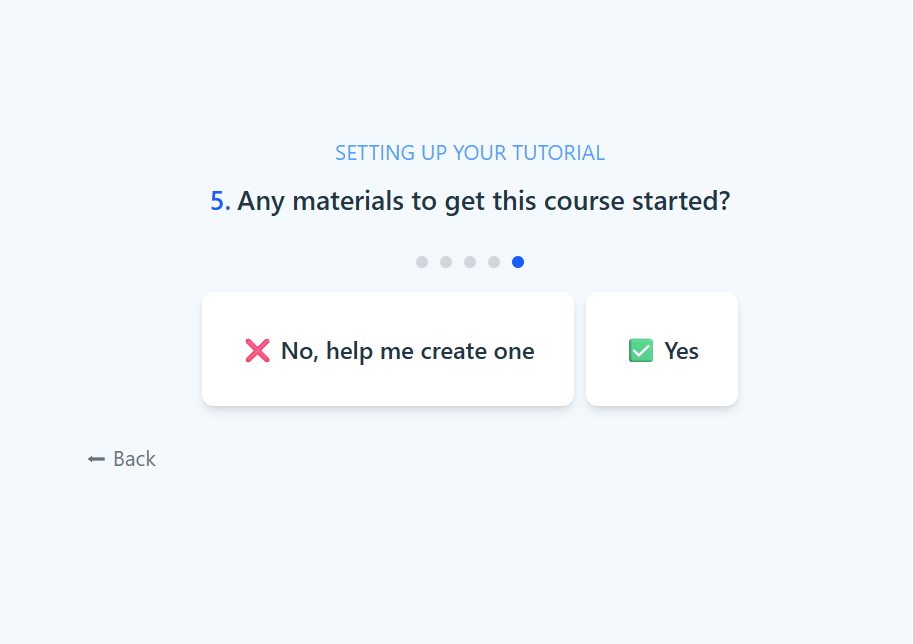 SETTING UP YOUR TUTORIAL
5. Any materials to get this course started?
No, help me create one
Yes
Back